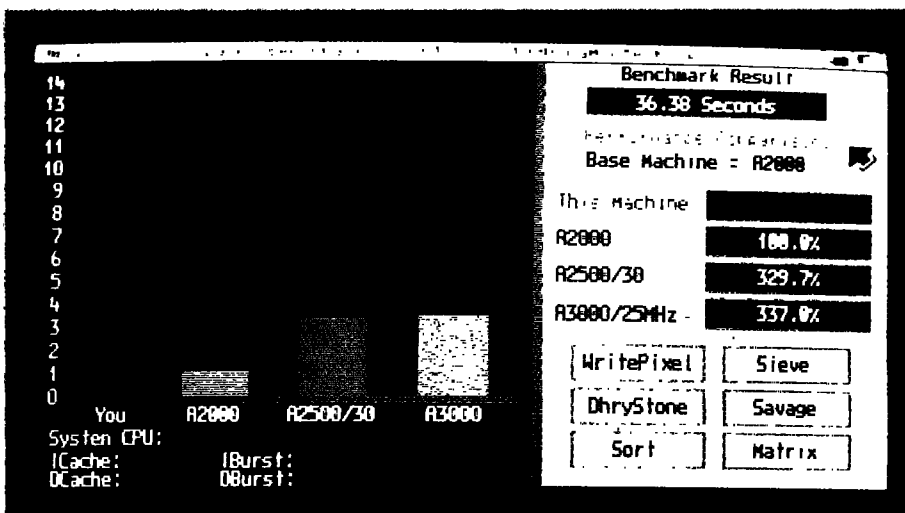 14
13
12
11
10
9
8
7
6
5
4
3
2
1
0
You A2000 A2500/30 A3000
System CPU:
ICache: IBurst:
DCache: DBurst:
Benchmark Result
36.38 Seconds
Performance Comparison
Base Machine = A2000
This Machine
A2000 100.0%
A2500/30 329.7%
A3000/25MHz - 337.0%
WritePixel Sieve
DhryStone Savage
Sort Matrix